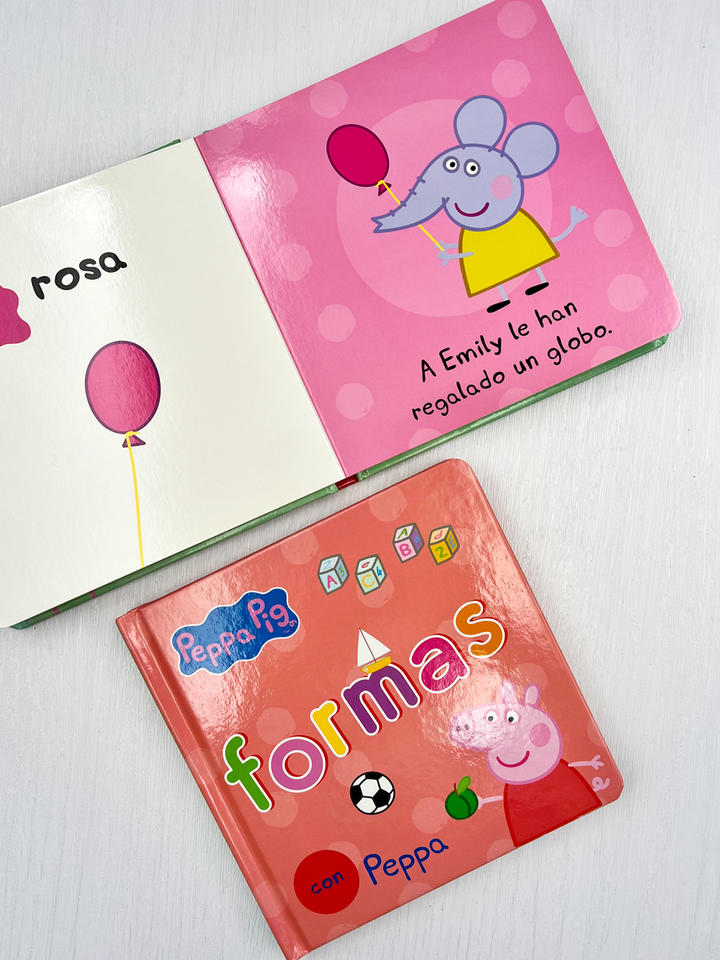 rosa
A Emily le han
regalado un globo.
Peppa Pig
formas
con Peppa